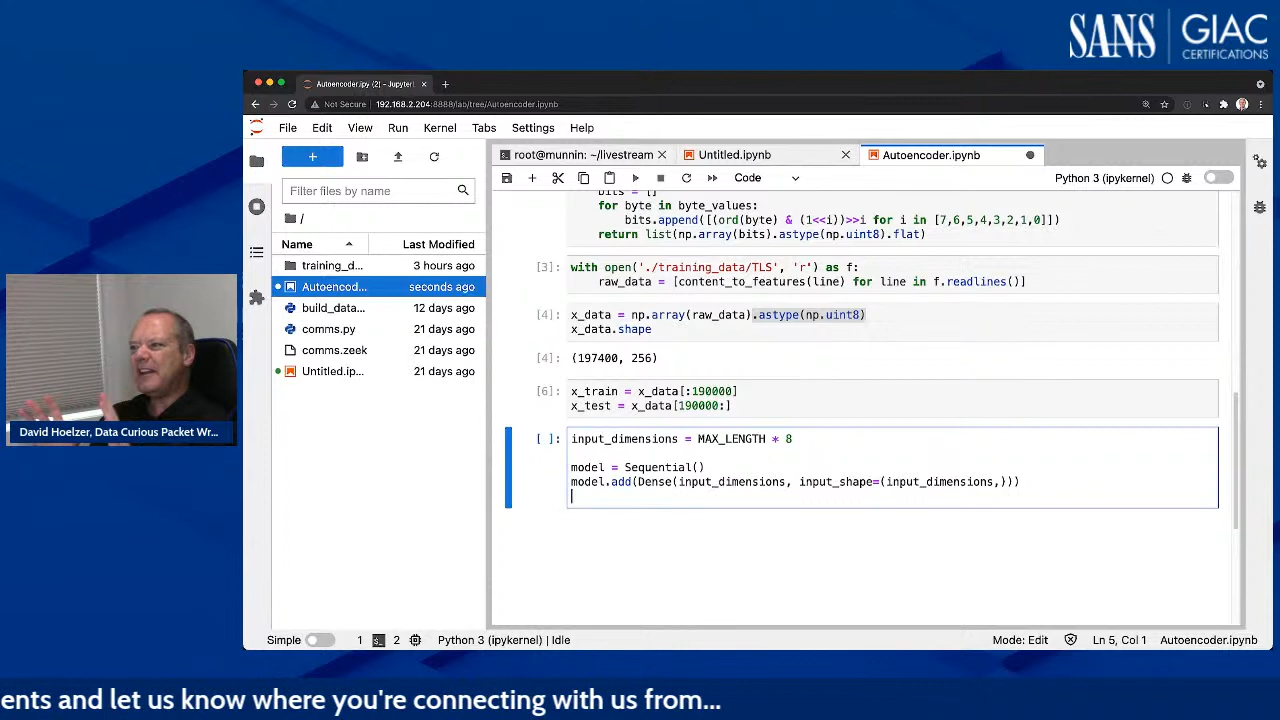 SANS GIAC CERTIFICATIONS
Autoencoder.ipy (2) - Jupyterl
Not Secure 192.168.2.204:8888/lab/tree/Autoencoder.ipynb
File Edit View Run Kernel Tabs Settings Help
root@munnin: ~/livestream Untitled.ipynb Autoencoder.ipynb
Code Python 3 (ipykernel)
Filter files by name
/
Name Last Modified
training_d... 3 hours ago
Autoencod... seconds ago
build_data... 12 days ago
comms.py 21 days ago
comms.zeek 21 days ago
Untitled.ip... 21 days ago
bits = []
for byte in byte_values:
bits.append([(ord(byte) & (1<<i))>>i for i in [7,6,5,4,3,2,1,0]])
return list(np.array(bits).astype(np.uint8).flat)
[3]: with open('./training_data/TLS', 'r') as f:
raw_data = [content_to_features(line) for line in f.readlines()]
[4]: x_data = np.array(raw_data).astype(np.uint8)
x_data.shape
[4]: (197400, 256)
[6]: x_train = x_data[:190000]
x_test = x_data[190000:]
[ ]: input_dimensions = MAX_LENGTH * 8
model = Sequential()
model.add(Dense(input_dimensions, input_shape=(input_dimensions,)))
David Hoelzer, Data Curious Packet Wr...
Simple 1 2 Python 3 (ipykernel) | Idle Mode: Edit Ln 5, Col 1 Autoencoder.ipynb
ents and let us know where you're connecting with us from...